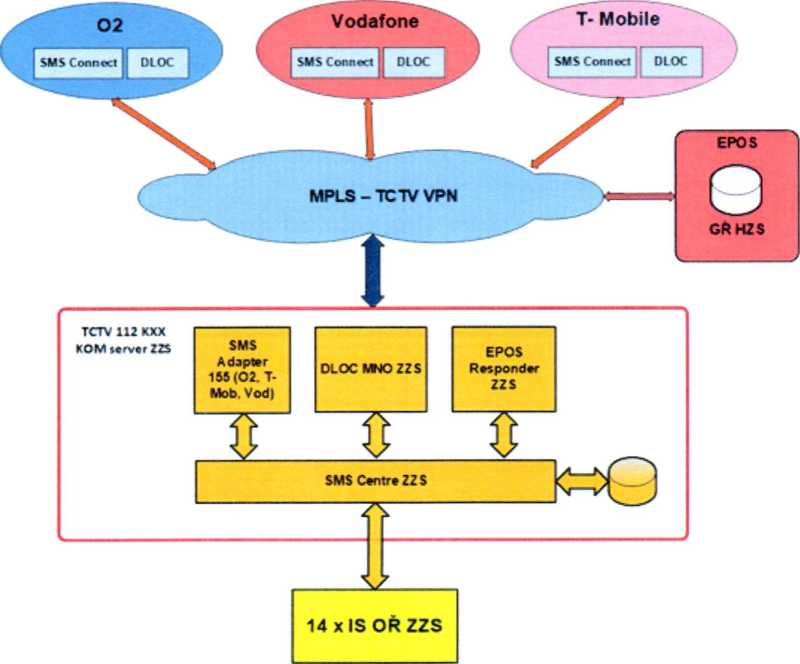 O2
SMS Connect
DLOC
Vodafone
SMS Connect
DLOC
T- Mobile
SMS Connect
DLOC
MPLS – TCTV VPN
EPOS
GŘ HZS
TCTV 112 KXX
KOM server ZZS
SMS
Adapter
155 (O2, T-
Mob, Vod)
DLOC MNO ZZS
EPOS
Responder
ZZS
SMS Centre ZZS
14 x IS OŘ ZZS